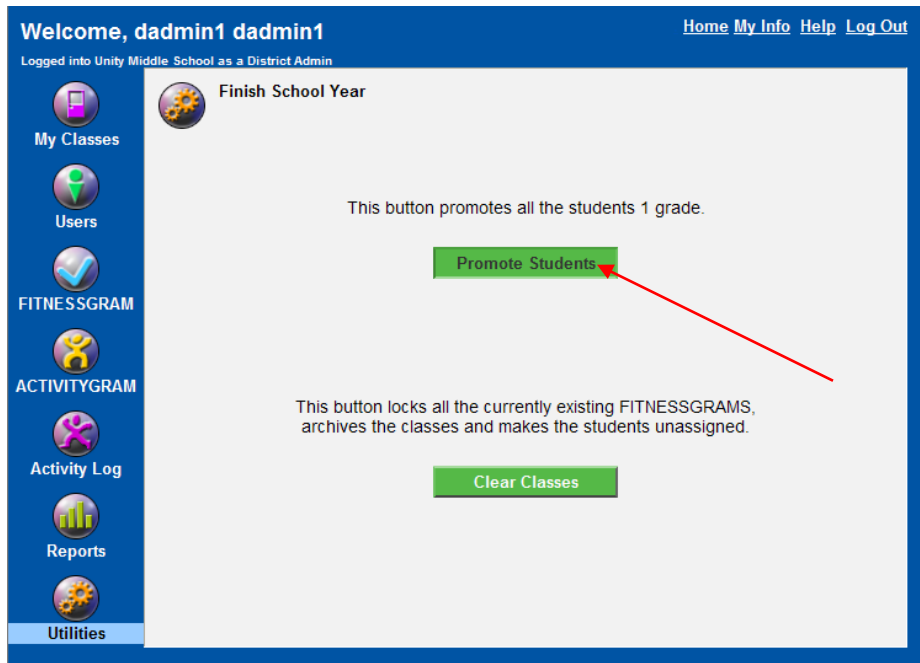 Welcome, dadmin1 dadmin1
Home My Info Help Log Out
Logged into Unity Middle School as a District Admin
Finish School Year
My Classes
Users
FITNESSGRAM
ACTIVITYGRAM
Activity Log
Reports
Utilities
This button promotes all the students 1 grade.
Promote Students
This button locks all the currently existing FITNESSGRAMS,
archives the classes and makes the students unassigned.
Clear Classes